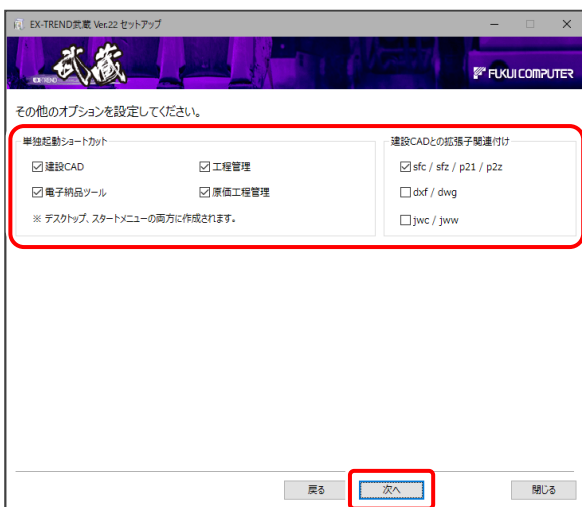 EX-TREND武蔵 Ver.22 セットアップ
武蔵
EX-TREND
FUKUI COMPUTER
その他のオプションを設定してください。
単独起動ショートカット
建設CAD
工程管理
電子納品ツール
原価工程管理
※ デスクトップ、スタートメニューの両方に作成されます。
建設CADとの拡張子関連付け
sfc / sfz / p21 / p2z
dxf / dwg
jwc / jww
戻る
次へ
閉じる